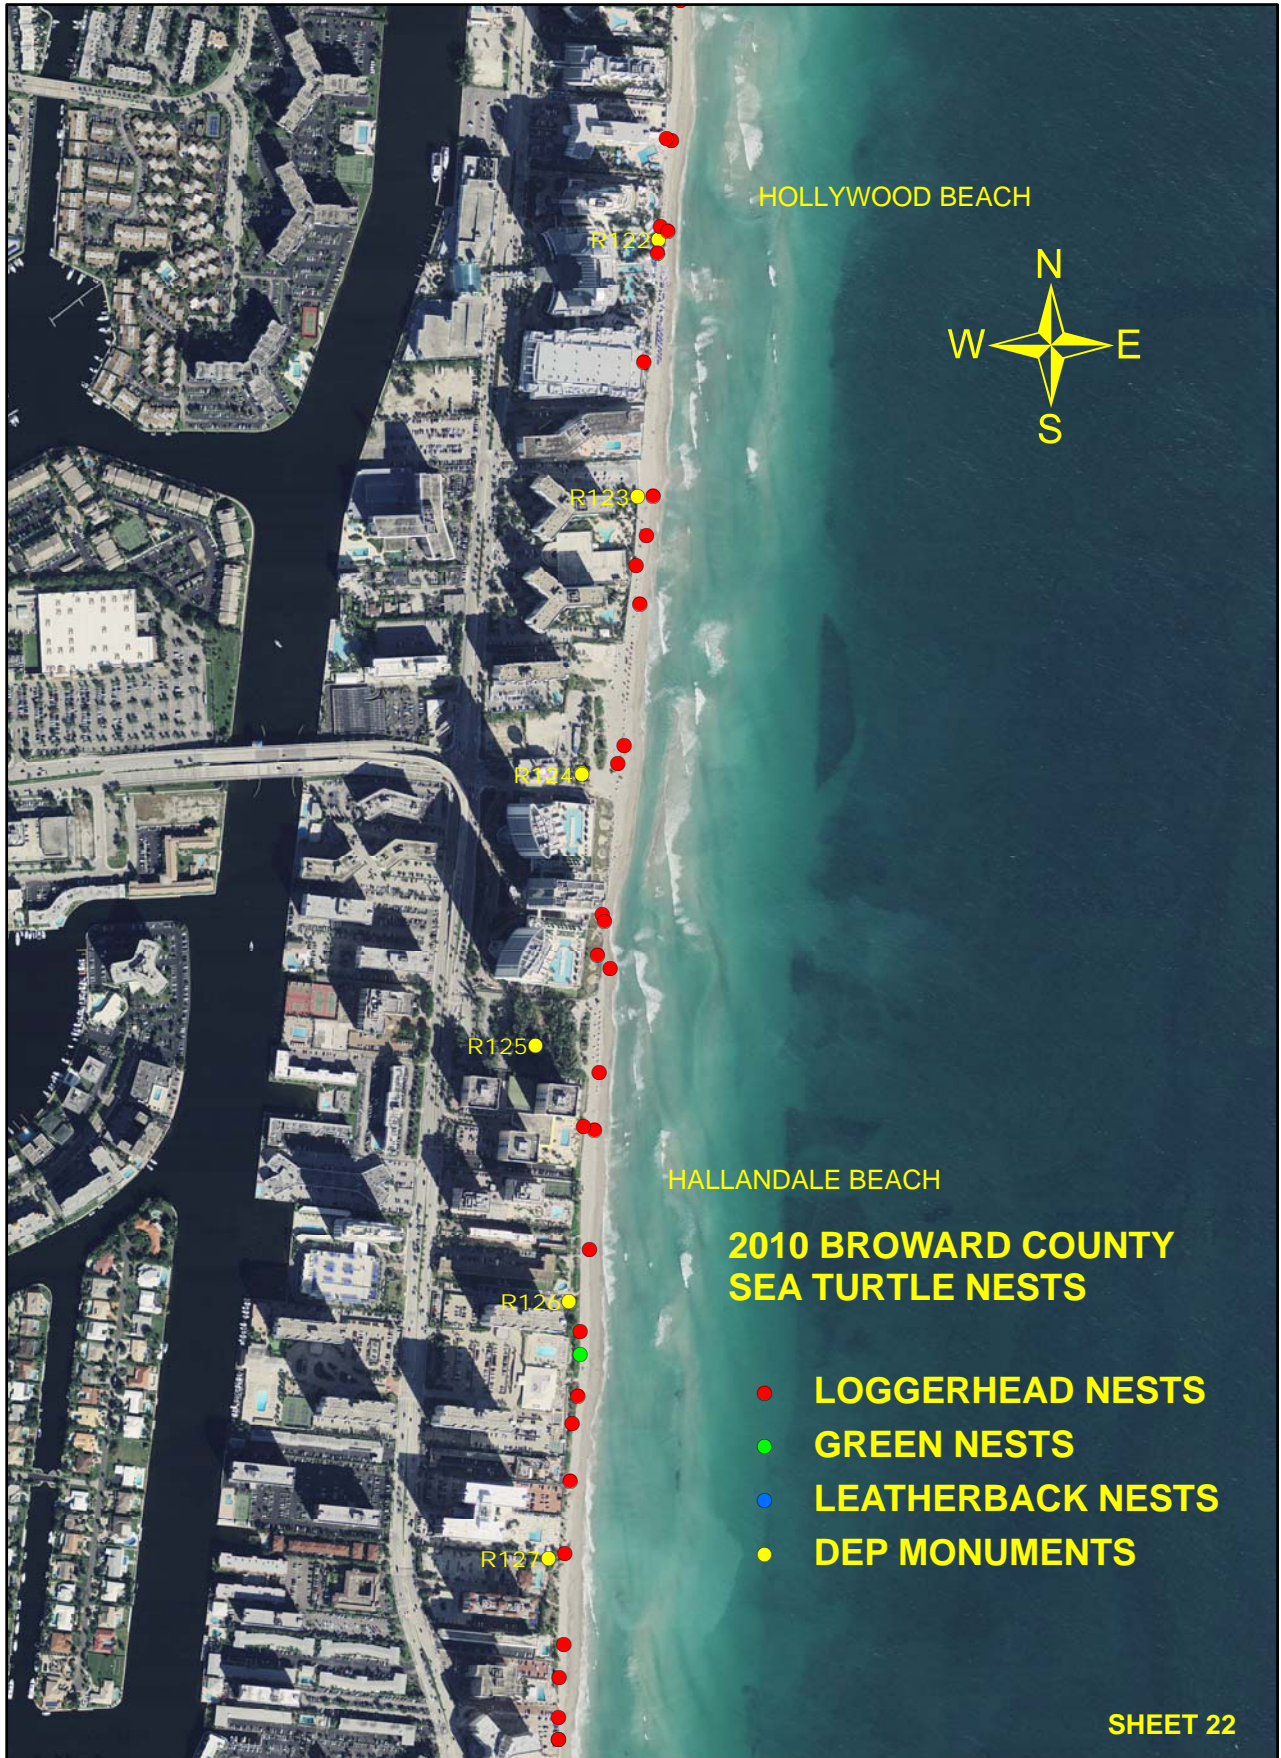 HOLLYWOOD BEACH
R122
N
W E
S
R123
R124
R125
HALLANDALE BEACH
2010 BROWARD COUNTY
SEA TURTLE NESTS
R126
LOGGERHEAD NESTS
GREEN NESTS
LEATHERBACK NESTS
DEP MONUMENTS
R127
SHEET 22